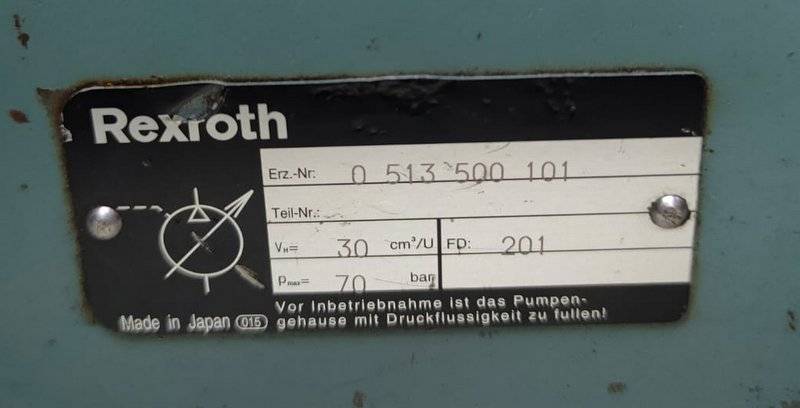 Rexroth
Erz.-Nr: 0 513 500 101
Teil-Nr.:
VH= 30 cm³/U FD: 201
Pmax= 70 bar
Vor Inbetriebnahme ist das Pumpen-
gehause mit Druckflussigkeit zu fullen!
Made in Japan 015